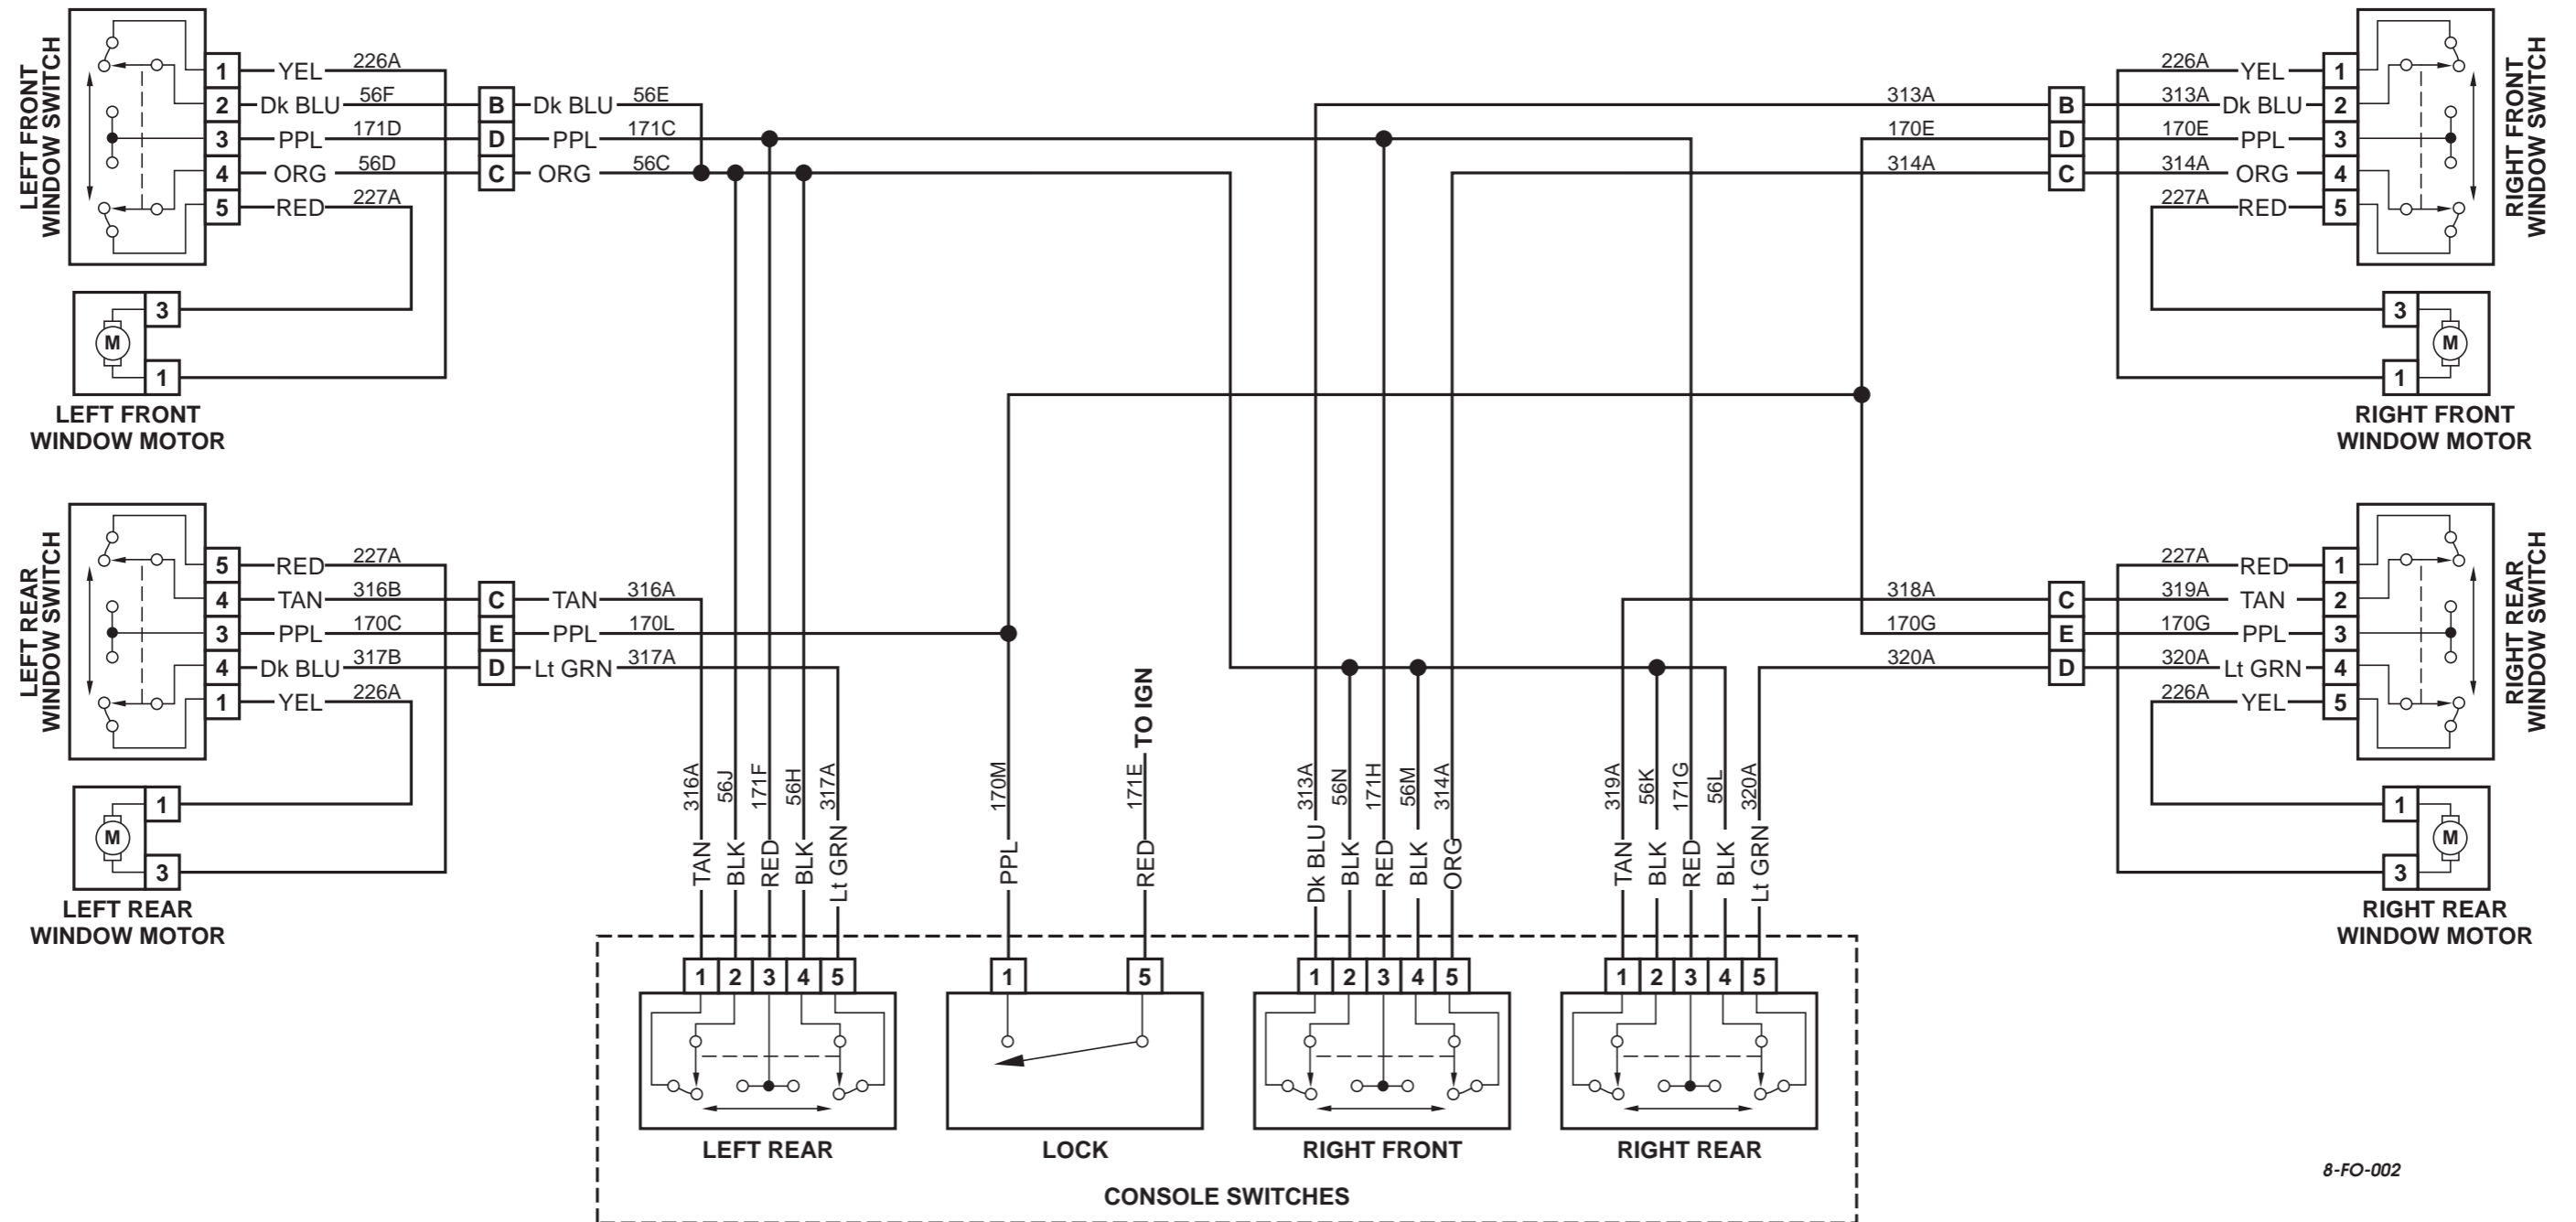 LEFT FRONT
WINDOW SWITCH
1 YEL 226A
2 Dk BLU 56F B Dk BLU 56E
3 PPL 171D D PPL 171C
4 ORG 56D C ORG 56C
5 RED 227A
3
M
1
LEFT FRONT
WINDOW MOTOR
226A YEL 1
313A B 313A Dk BLU 2
170E D 170E PPL 3
314A C 314A ORG 4
227A RED 5
RIGHT FRONT
WINDOW SWITCH
3
M
1
RIGHT FRONT
WINDOW MOTOR
LEFT REAR
WINDOW SWITCH
5 RED 227A
4 TAN 316B C TAN 316A
3 PPL 170C E PPL 170L
4 Dk BLU 317B D Lt GRN 317A
1 YEL 226A
1
M
3
LEFT REAR
WINDOW MOTOR
227A RED 1
318A C 319A TAN 2
170G E 170G PPL 3
320A D 320A Lt GRN 4
226A YEL 5
RIGHT REAR
WINDOW SWITCH
1
M
3
RIGHT REAR
WINDOW MOTOR
TO IGN
316A 56J 171F 56H 317A 170M 171E 313A 56N 171H 56M 314A 319A 56K 171G 56L 320A
TAN BLK RED BLK Lt GRN PPL RED Dk BLU BLK RED BLK ORG TAN BLK RED BLK Lt GRN
1 2 3 4 5 1 5 1 2 3 4 5 1 2 3 4 5
LEFT REAR LOCK RIGHT FRONT RIGHT REAR
CONSOLE SWITCHES
8-FO-002